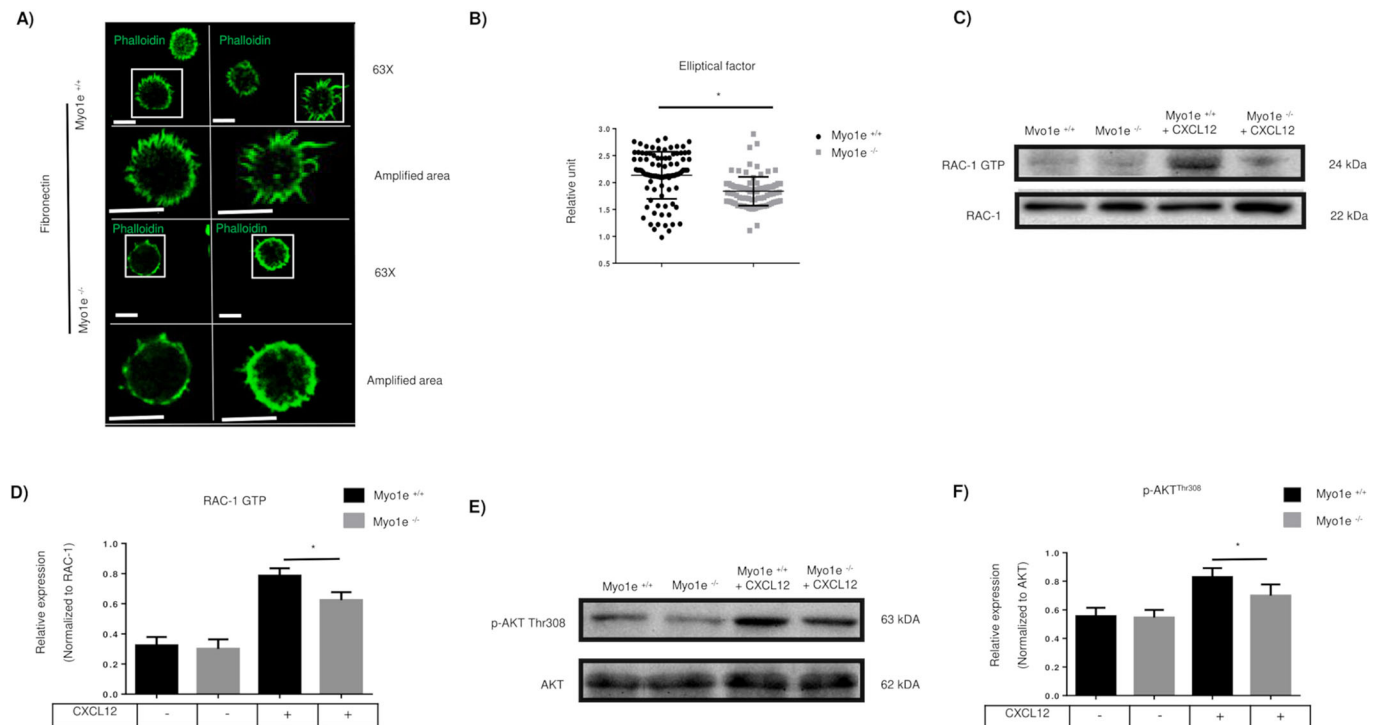 A)
Phalloidin
Phalloidin
63X
Myo1e +/+
Amplified area
Fibronectin
Phalloidin
Phalloidin
63X
Myo1e -/-
Amplified area
B)
Elliptical factor
*
Myo1e +/+
Myo1e -/-
Relative unit
3.0
2.5
2.0
1.5
1.0
0.5
C)
Myo1e +/+ Myo1e -/- Myo1e +/+ + CXCL12 Myo1e -/- + CXCL12
RAC-1 GTP 24 kDa
RAC-1 22 kDa
D)
RAC-1 GTP
Myo1e +/+
Myo1e -/-
Relative expression
(Normalized to RAC-1)
1.0
0.8
0.6
0.4
0.2
0.0
*
CXCL12 - - + +
E)
Myo1e +/+ Myo1e -/- Myo1e +/+ + CXCL12 Myo1e -/- + CXCL12
p-AKT Thr308 63 kDA
AKT 62 kDA
F)
p-AKTThr308
Myo1e +/+
Myo1e -/-
Relative expression
(Normalized to AKT)
1.0
0.8
0.6
0.4
0.2
0.0
*
CXCL12 - - + +